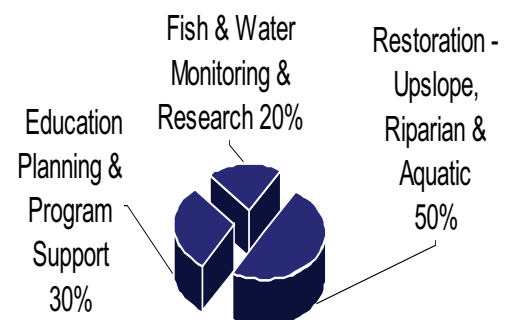 Fish & Water
Monitoring &
Research 20%
Restoration -
Upslope,
Riparian &
Aquatic
50%
Education
Planning &
Program
Support
30%